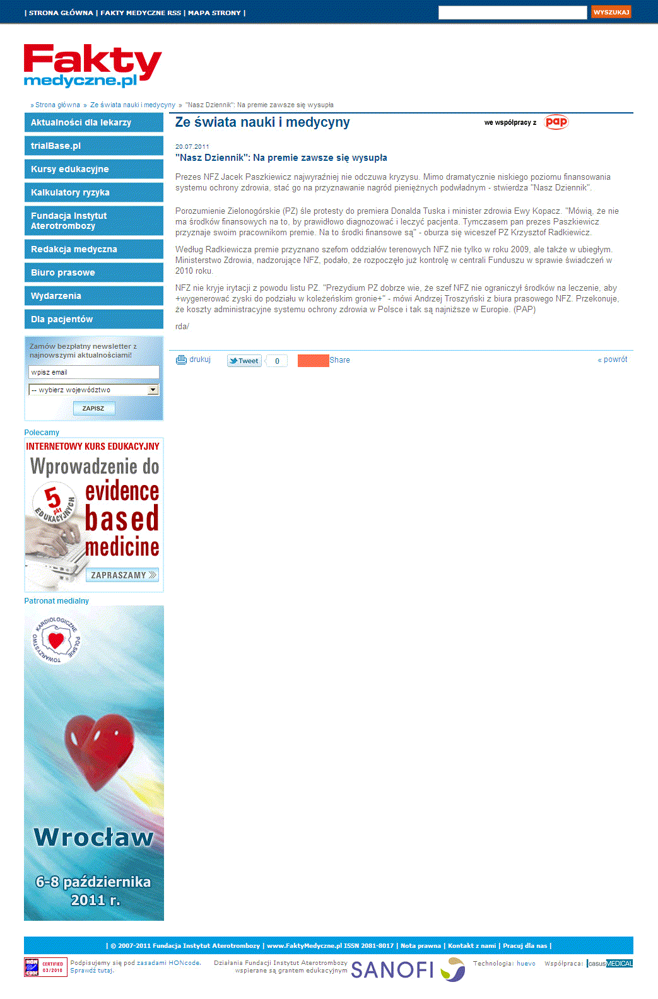 | STRONA GŁÓWNA | FAKTY MEDYCZNE RSS | MAPA STRONY |
WYSZUKAJ
Fakty
medyczne.pl
» Strona główna » Ze świata nauki i medycyny » "Nasz Dziennik": Na premie zawsze się wysupła
Aktualności dla lekarzy
trialBase.pl
Kursy edukacyjne
Kalkulatory ryzyka
Fundacja Instytut
Aterotrombozy
Redakcja medyczna
Biuro prasowe
Wydarzenia
Dla pacjentów
Zamów bezpłatny newsletter z
najnowszymi aktualnościami!
wpisz email
-- wybierz województwo
ZAPISZ
Polecamy
INTERNETOWY KURS EDUKACYJNY
Wprowadzenie do
evidence
based
medicine
5 pkt
EDUKACYJNYCH
ZAPRASZAMY
Patronat medialny
POLSKIE TOWARZYSTWO KARDIOLOGICZNE
Wrocław
6-8 października
2011 r.
Ze świata nauki i medycyny
we współpracy z pap
20.07.2011
"Nasz Dziennik": Na premie zawsze się wysupła
Prezes NFZ Jacek Paszkiewicz najwyraźniej nie odczuwa kryzysu. Mimo dramatycznie niskiego poziomu finansowania
systemu ochrony zdrowia, stać go na przyznawanie nagród pieniężnych podwładnym - stwierdza "Nasz Dziennik".
Porozumienie Zielonogórskie (PZ) śle protesty do premiera Donalda Tuska i minister zdrowia Ewy Kopacz. "Mówią, że nie
ma środków finansowych na to, by prawidłowo diagnozować i leczyć pacjenta. Tymczasem pan prezes Paszkiewicz
przyznaje swoim pracownikom premie. Na to środki finansowe są" - oburza się wiceszef PZ Krzysztof Radkiewicz.
Według Radkiewicza premie przyznano szefom oddziałów terenowych NFZ nie tylko w roku 2009, ale także w ubiegłym.
Ministerstwo Zdrowia, nadzorujące NFZ, podało, że rozpoczęło już kontrolę w centrali Funduszu w sprawie świadczeń w
2010 roku.
NFZ nie kryje irytacji z powodu listu PZ. "Prezydium PZ dobrze wie, że szef NFZ nie ograniczył środków na leczenie, aby
+wygenerować zyski do podziału w koleżeńskim gronie+" - mówi Andrzej Troszyński z biura prasowego NFZ. Przekonuje,
że koszty administracyjne systemu ochrony zdrowia w Polsce i tak są najniższe w Europie. (PAP)
rda/
drukuj
Tweet
0
Share
« powrót
| © 2007-2011 Fundacja Instytut Aterotrombozy | www.FaktyMedyczne.pl ISSN 2081-8017 | Nota prawna | Kontakt z nami | Pracuj dla nas |
HON
@
CODE
CERTIFIED
03/2010
Podpisujemy się pod zasadami HONcode.
Sprawdź tutaj.
Działania Fundacji Instytut Aterotrombozy
wspierane są grantem edukacyjnym
SANOFI
Technologia: huevo
Współpraca: casusMEDICAL